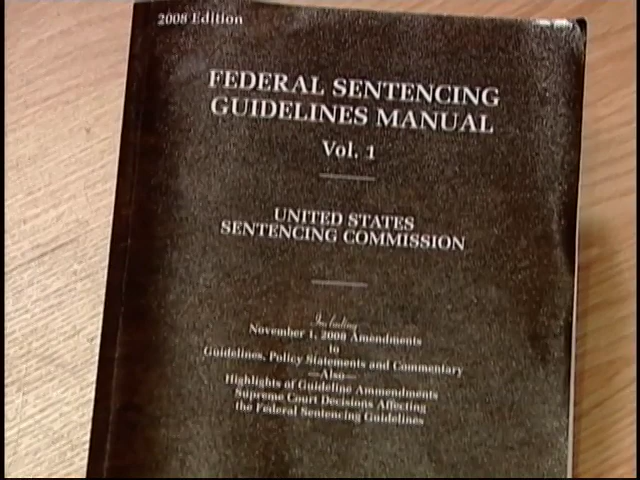 2008 Edition
FEDERAL SENTENCING
GUIDELINES MANUAL
Vol. 1
UNITED STATES
SENTENCING COMMISSION
Including
November 1, 2008 Amendments
to
Guidelines, Policy Statements and Commentary
—Also—
Highlights of Guideline Ammendments
Supreme Court Decisions Affecting
the Federal Sentencing Guidelines